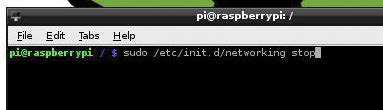 pi@raspberrypi: /
File Edit Tabs Help
pi@raspberrypi / $ sudo /etc/init.d/networking stop